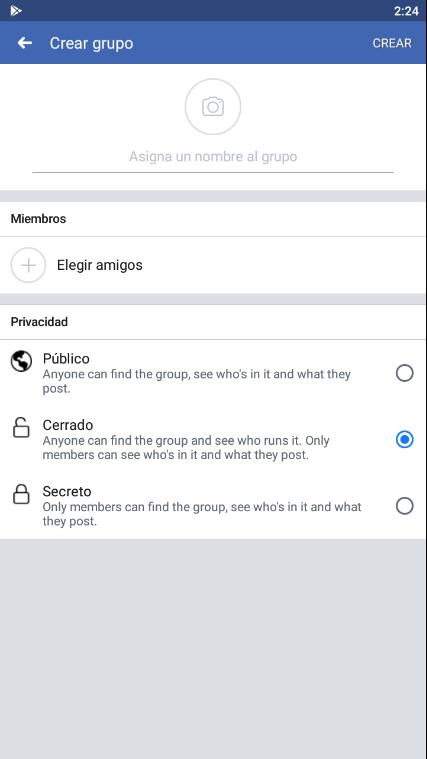 2:24
Crear grupo
CREAR
Asigna un nombre al grupo
Miembros
Elegir amigos
Privacidad
Público
Anyone can find the group, see who's in it and what they
post.
Cerrado
Anyone can find the group and see who runs it. Only
members can see who's in it and what they post.
Secreto
Only members can find the group, see who's in it and what
they post.